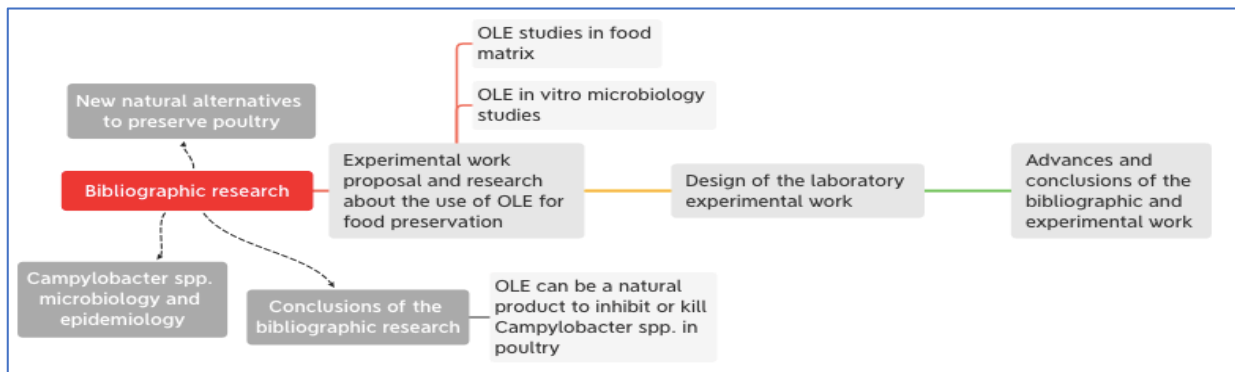 OLE studies in food
matrix
OLE in vitro microbiology
studies
New natural alternatives
to preserve poultry
Bibliographic research
Experimental work
proposal and research
about the use of OLE for
food preservation
Design of the laboratory
experimental work
Advances and
conclusions of the
bibliographic and
experimental work
Campylobacter spp.
microbiology and
epidemiology
Conclusions of the
bibliographic research
OLE can be a natural
product to inhibit or kill
Campylobacter spp. in
poultry